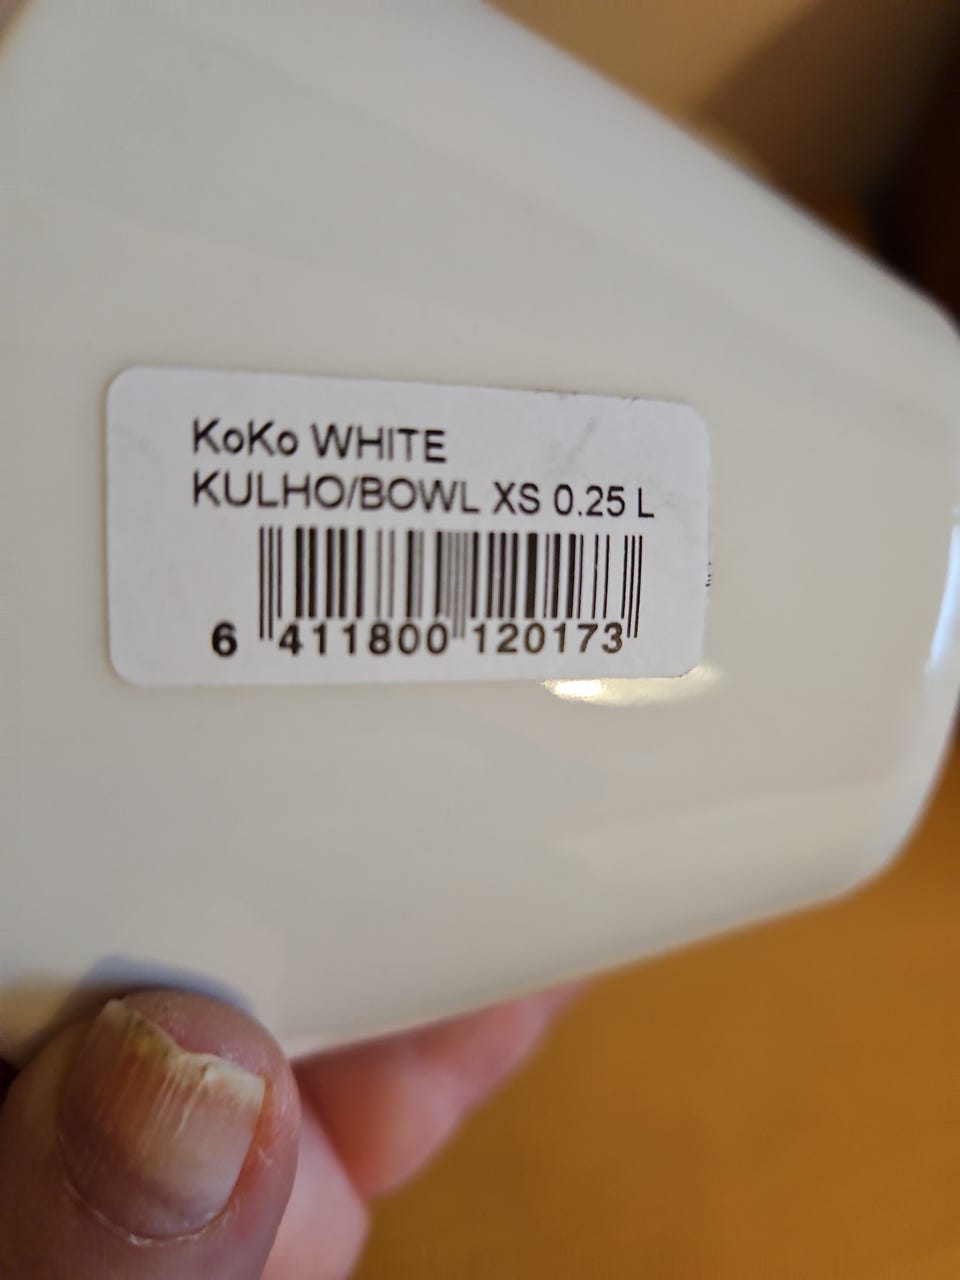 KoKo WHITE
KULHO/BOWL XS 0.25 L
6 411800 120173